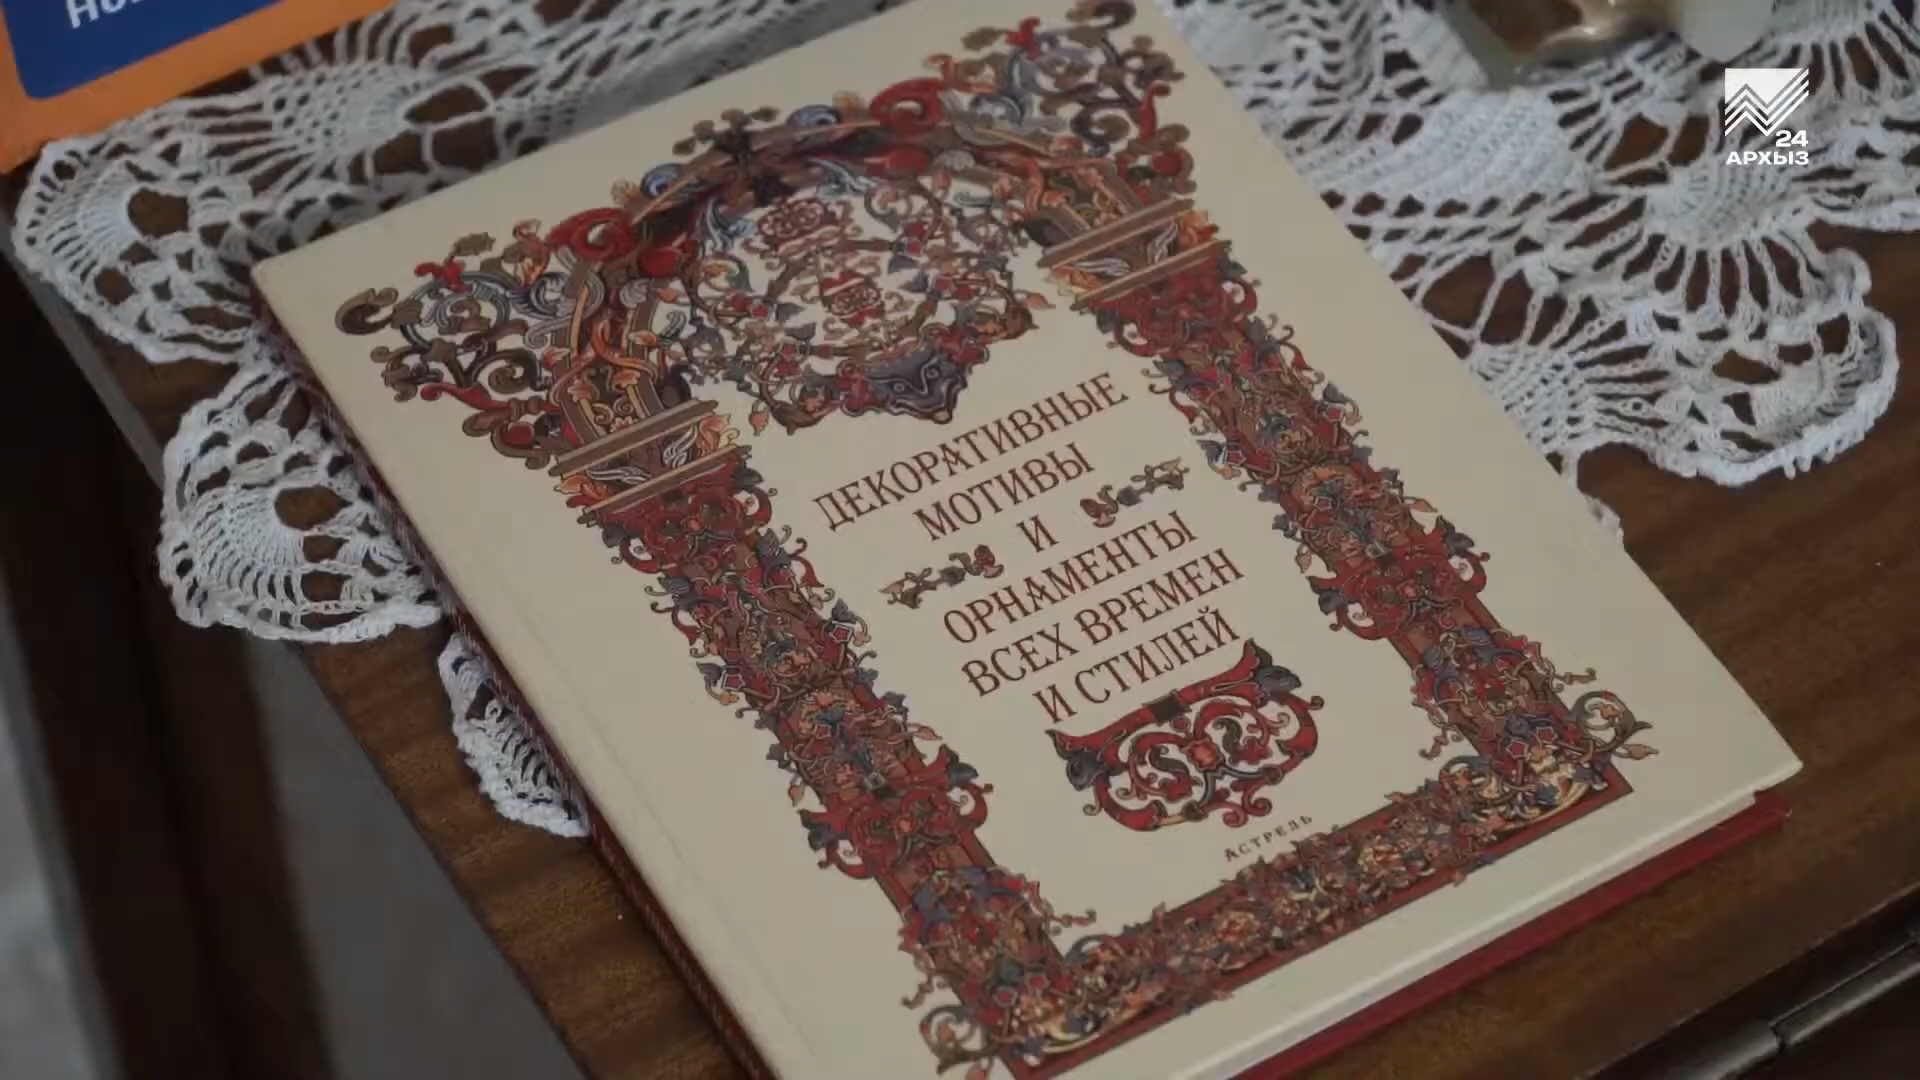 24
АРХЫЗ
ДЕКОРАТИВНЫЕ
МОТИВЫ
И
ОРНАМЕНТЫ
ВСЕХ ВРЕМЕН
И СТИЛЕЙ
АСТРЕЛЬ